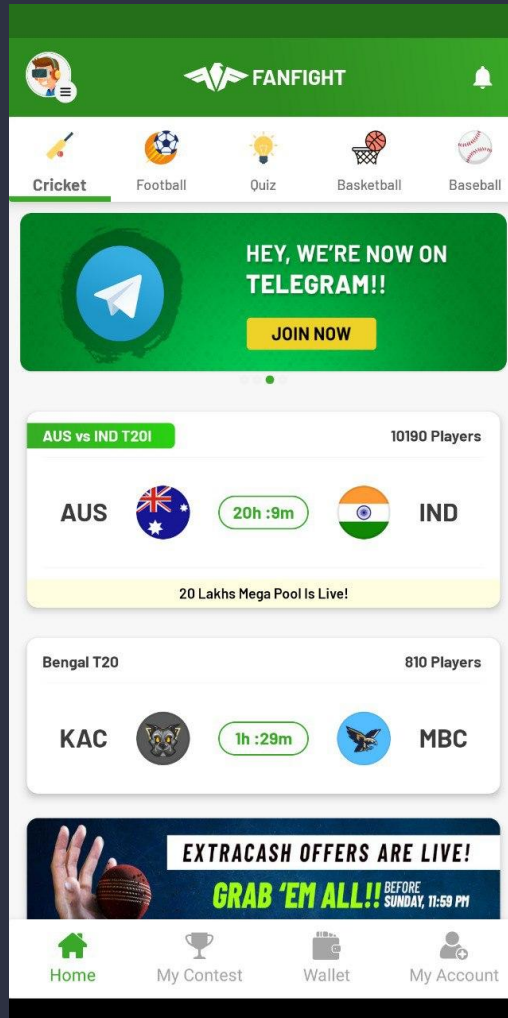 FANFIGHT
Cricket
Football
Quiz
Basketball
Baseball
HEY, WE'RE NOW ON
TELEGRAM!!
JOIN NOW
AUS vs IND T20I
10190 Players
AUS
20h :9m
IND
20 Lakhs Mega Pool Is Live!
Bengal T20
810 Players
KAC
1h :29m
MBC
EXTRACASH OFFERS ARE LIVE!
GRAB 'EM ALL!! BEFORE
SUNDAY, 11:59 PM
Home
My Contest
Wallet
My Account